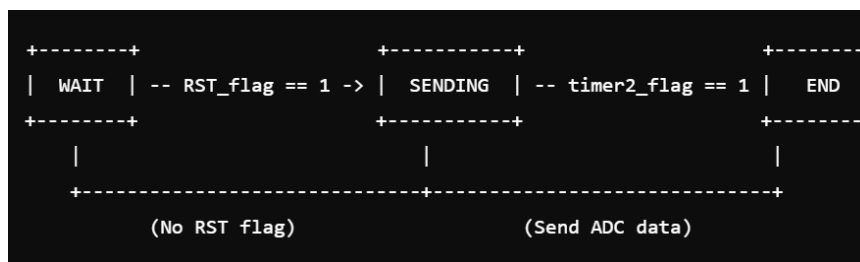 +--------+ +-----------+ +--------
| WAIT | -- RST_flag == 1 -> | SENDING | -- timer2_flag == 1 | END
+--------+ +-----------+ +--------
| | |
+-------------------------------+-------------------------------+
(No RST flag) (Send ADC data)